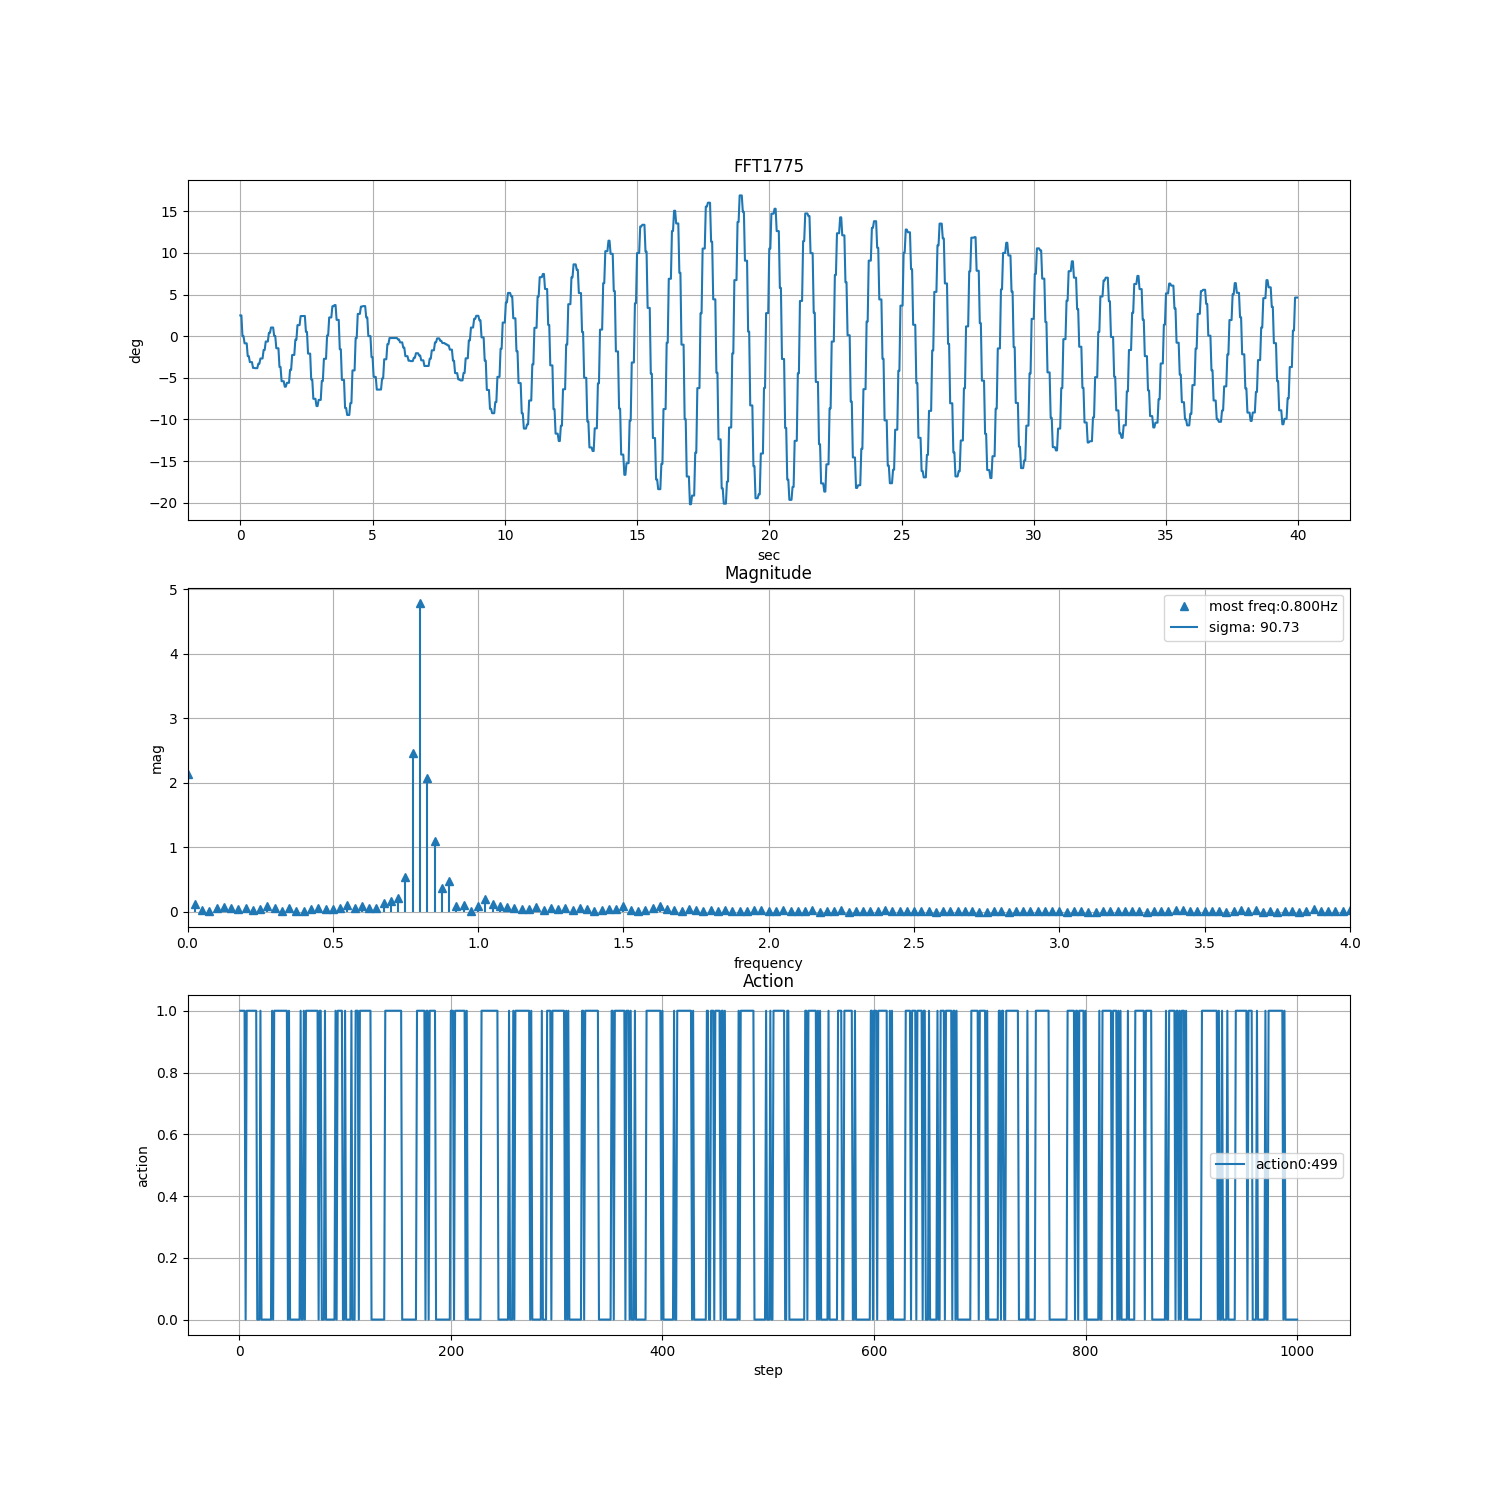 FFT1775
deg
15
10
5
0
−5
−10
−15
−20
0 5 10 15 20 25 30 35 40
sec
Magnitude
mag
5
4
3
2
1
0
most freq:0.800Hz
sigma: 90.73
0.0 0.5 1.0 1.5 2.0 2.5 3.0 3.5 4.0
frequency
Action
action
1.0
0.8
0.6
0.4
0.2
0.0
action0:499
0 200 400 600 800 1000
step